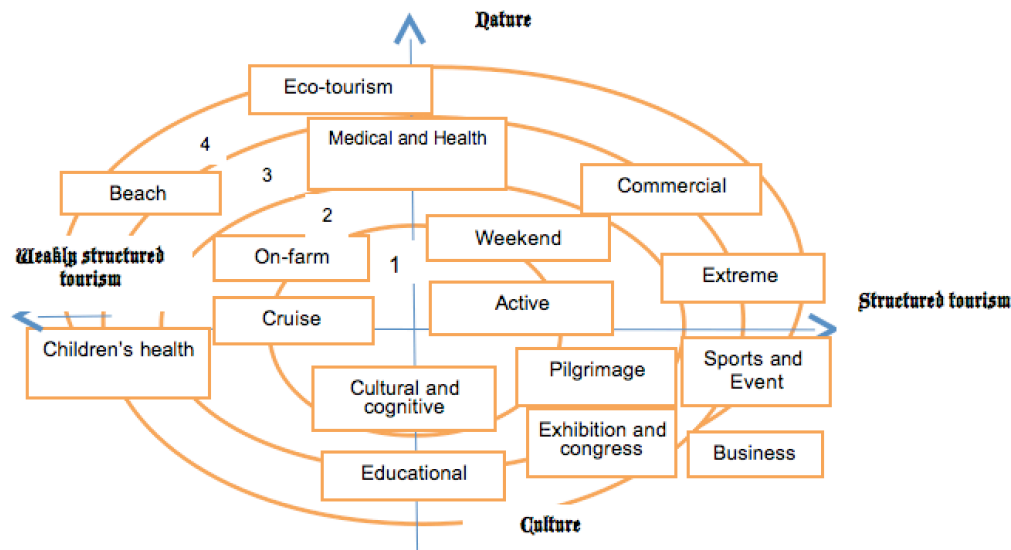 Nature
Eco-tourism
Medical and Health
4
3
Commercial
Beach
2
Weekend
Weakly structured
tourism
On-farm
1
Extreme
Active
Structured tourism
Cruise
Children's health
Pilgrimage
Sports and
Event
Cultural and
cognitive
Exhibition and
congress
Business
Educational
Culture